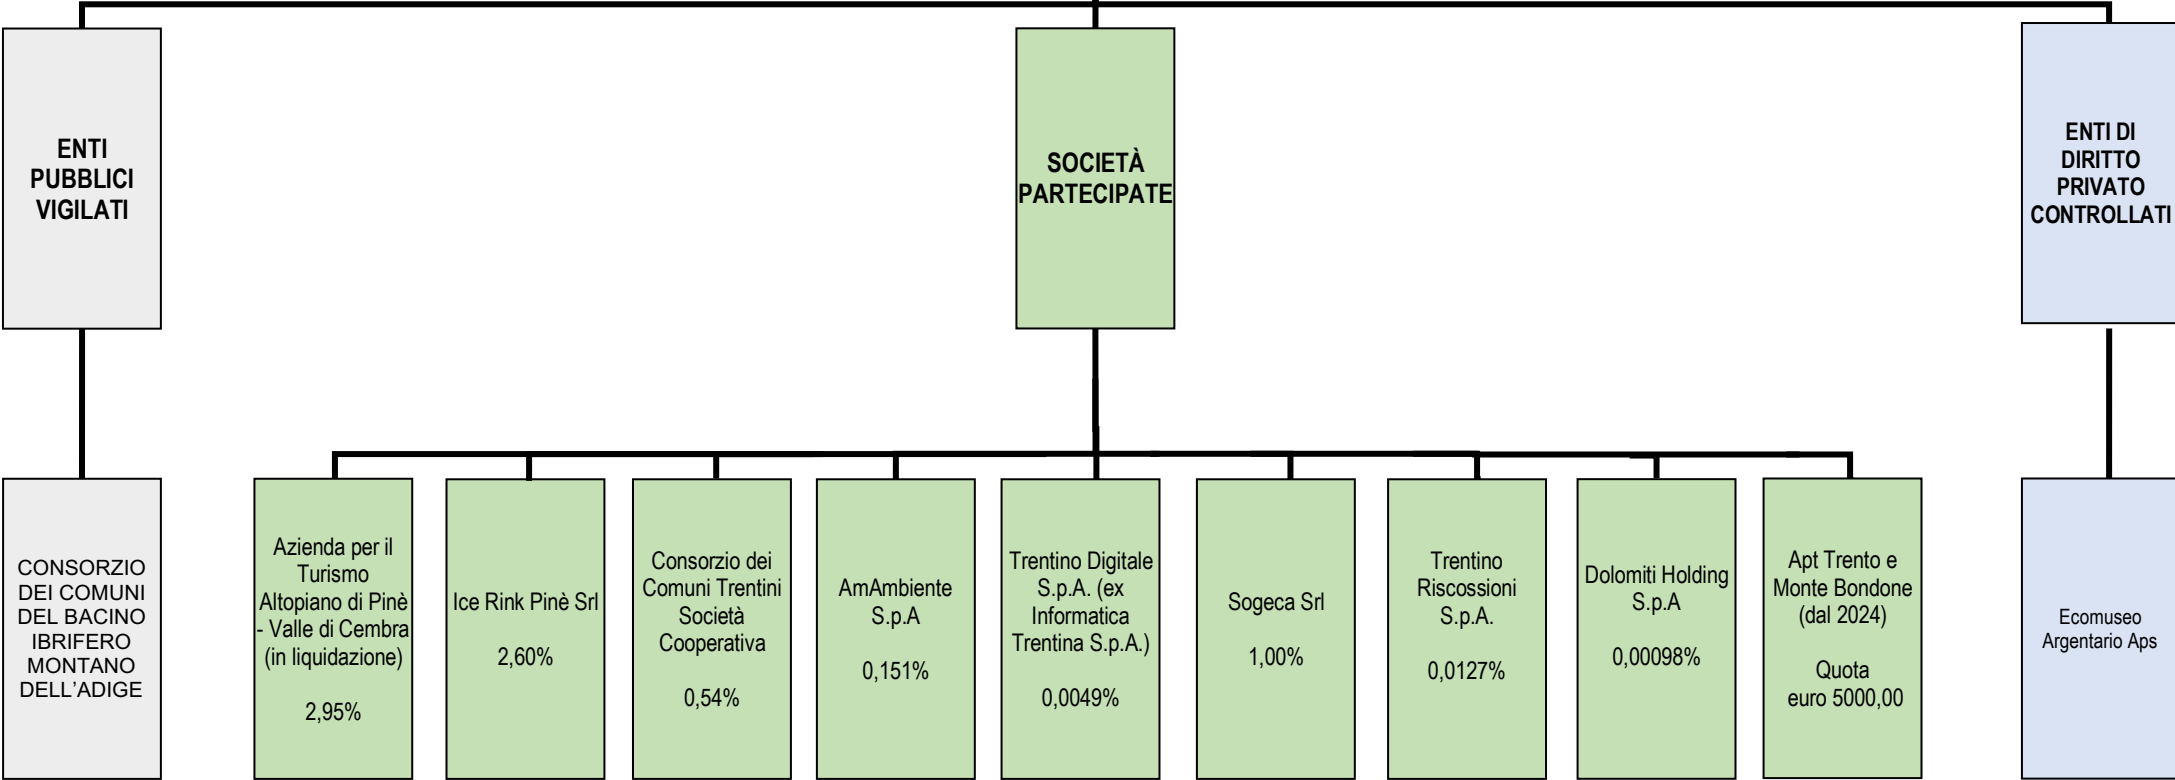 ENTI
PUBBLICI
VIGILATI
SOCIETÀ
PARTECIPATE
ENTI DI
DIRITTO
PRIVATO
CONTROLLATI
CONSORZIO
DEI COMUNI
DEL BACINO
IBRIFERO
MONTANO
DELL’ADIGE
Azienda per il
Turismo
Altopiano di Pinè
- Valle di Cembra
(in liquidazione)
2,95%
Ice Rink Pinè Srl
2,60%
Consorzio dei
Comuni Trentini
Società
Cooperativa
0,54%
AmAmbiente
S.p.A
0,151%
Trentino Digitale
S.p.A. (ex
Informatica
Trentina S.p.A.)
0,0049%
Sogeca Srl
1,00%
Trentino
Riscossioni
S.p.A.
0,0127%
Dolomiti Holding
S.p.A
0,00098%
Apt Trento e
Monte Bondone
(dal 2024)
Quota
euro 5000,00
Ecomuseo
Argentario Aps